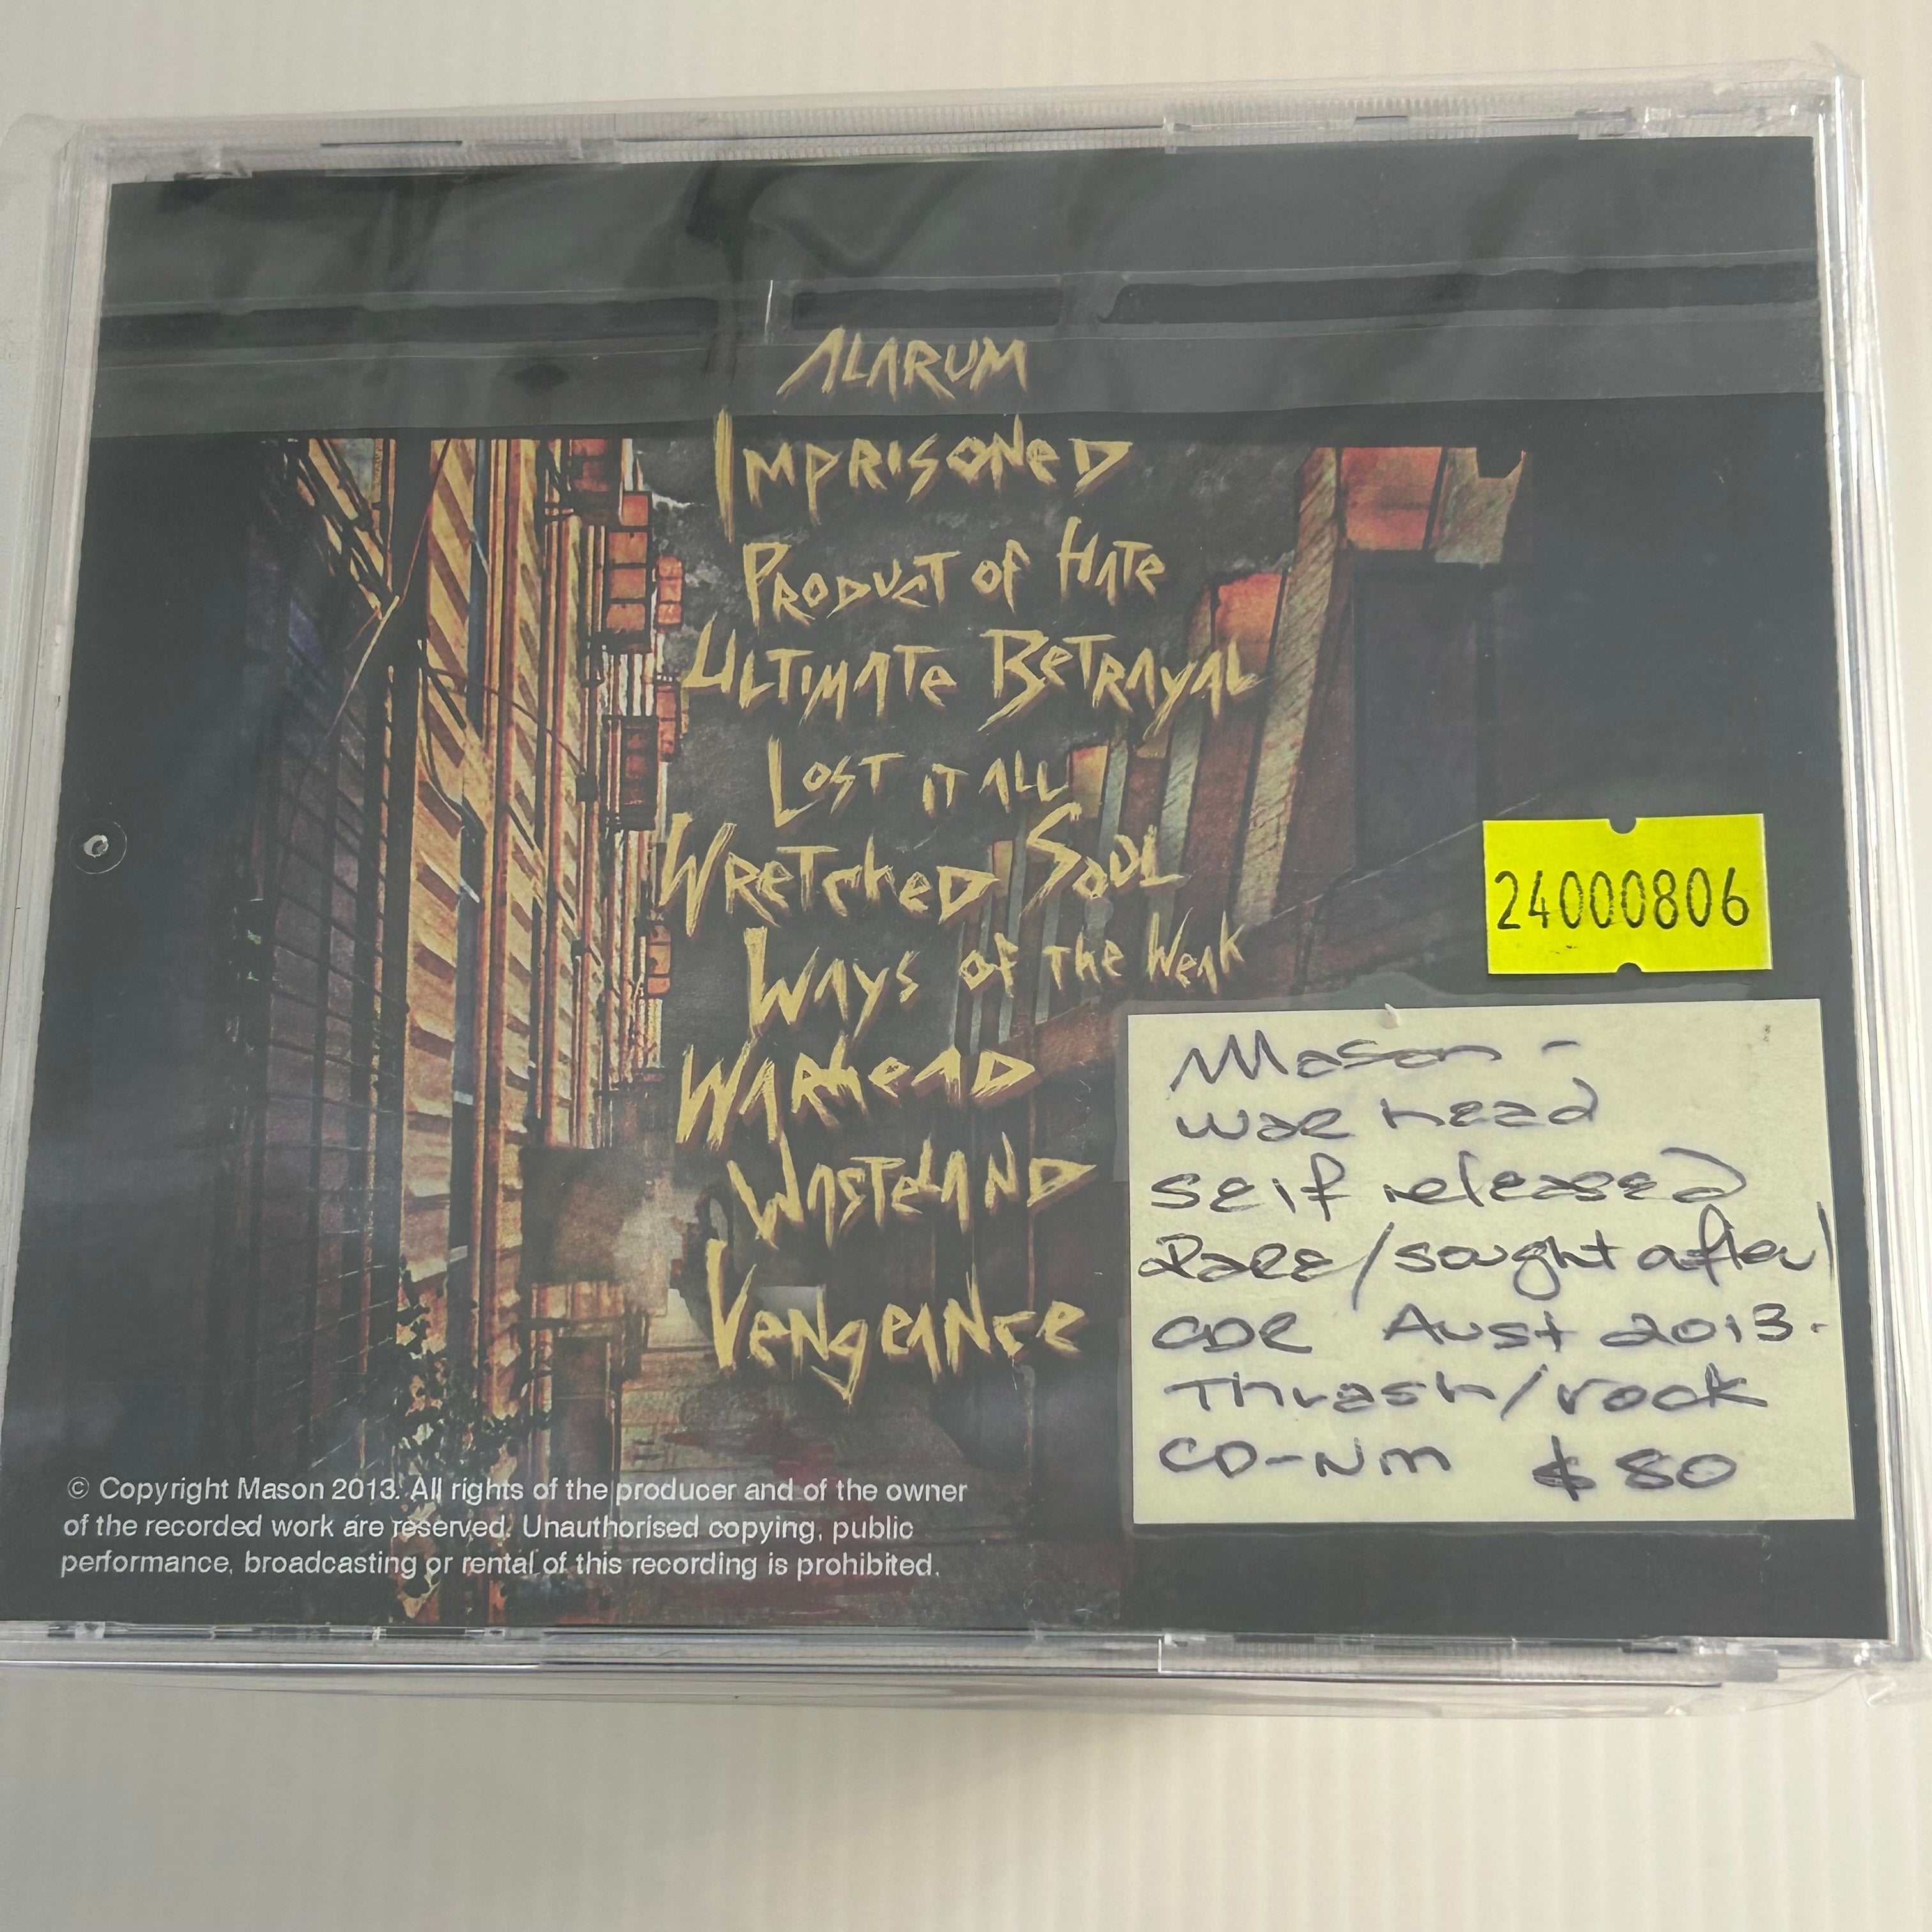 ALARUM
IMPRISONED
PRODUCT OF HATE
ULTIMATE BETRAYAL
LOST IT ALL
WRETCHED SOUL
WAYS OF THE WEAK
WARHEAD
WASTELAND
VENGEANCE
24000806
Mason -
war head
self released
Rare/sought after
CDR Aust 2013.
Thrash/rock
CD-NM $80
© Copyright Mason 2013. All rights of the producer and of the owner
of the recorded work are reserved. Unauthorised copying, public
performance, broadcasting or rental of this recording is prohibited.